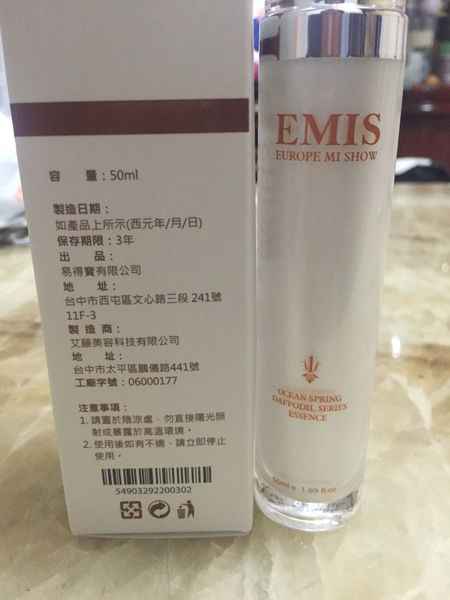 容 量：50ml
製造日期：
如產品上所示(西元年/月/日)
保存期限：3年
出 品：
易得寶有限公司
地 址：
台中市西屯區文心路三段 241號
11F-3
製 造 商：
艾藤美容科技有限公司
地 址：
台中市太平區鵬儀路441號
工廠字號：06000177
注意事項：
1. 請置於陰涼處、勿直接曝光照
射或暴露於高溫環境。
2. 使用後如有不適，請立即停止
使用。
54903292200302
EMIS
EUROPE MI SHOW
OCEAN SPRING
DAFFODIL SERIES
ESSENCE
50ml e 1.69 fl.oz